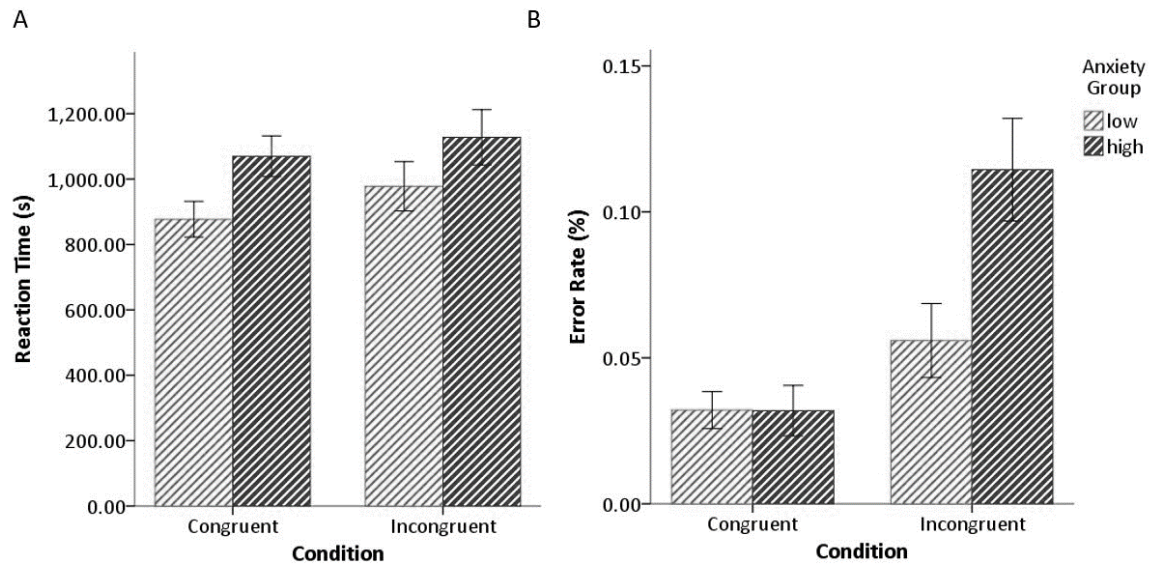 A
Reaction Time (s)
1,200.00
1,000.00
800.00
600.00
400.00
200.00
0.00
Congruent
Incongruent
Condition
B
Error Rate (%)
0.15
0.10
0.05
0.00
Congruent
Incongruent
Condition
Anxiety
Group
low
high